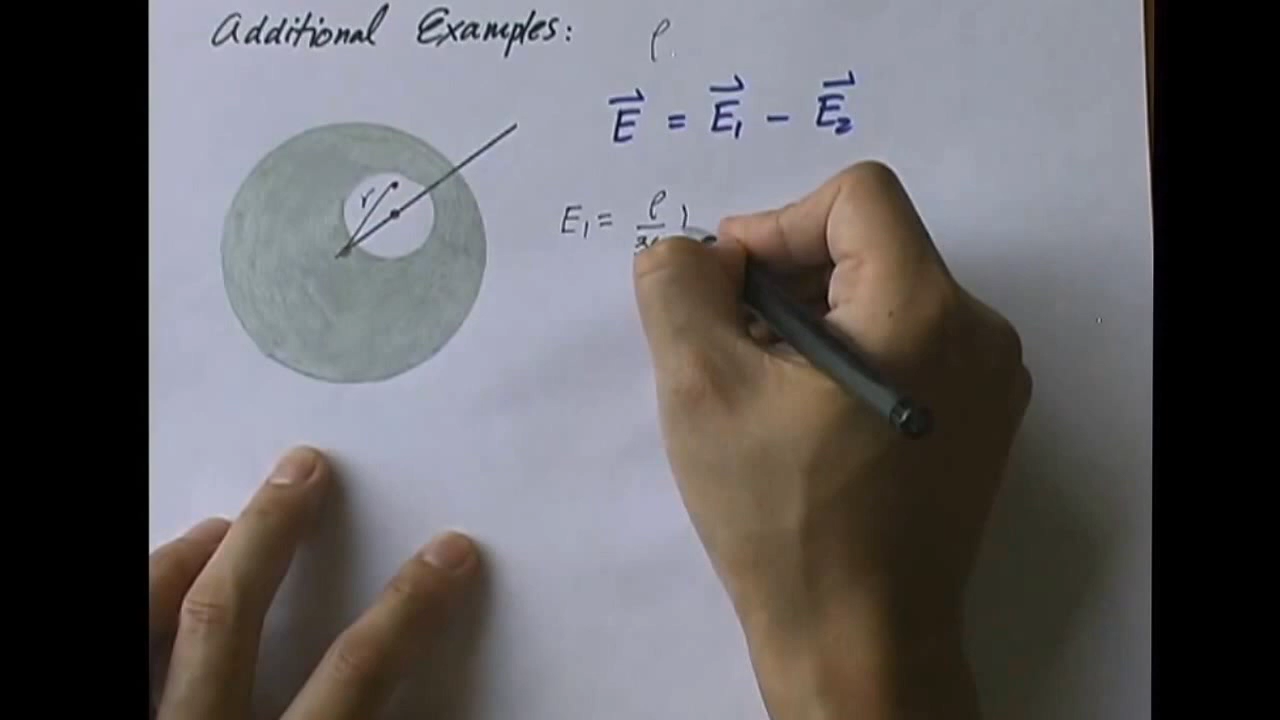 Additional Examples: ρ
E⃗ = E⃗₁ - E⃗₂
r
E₁ = ρ